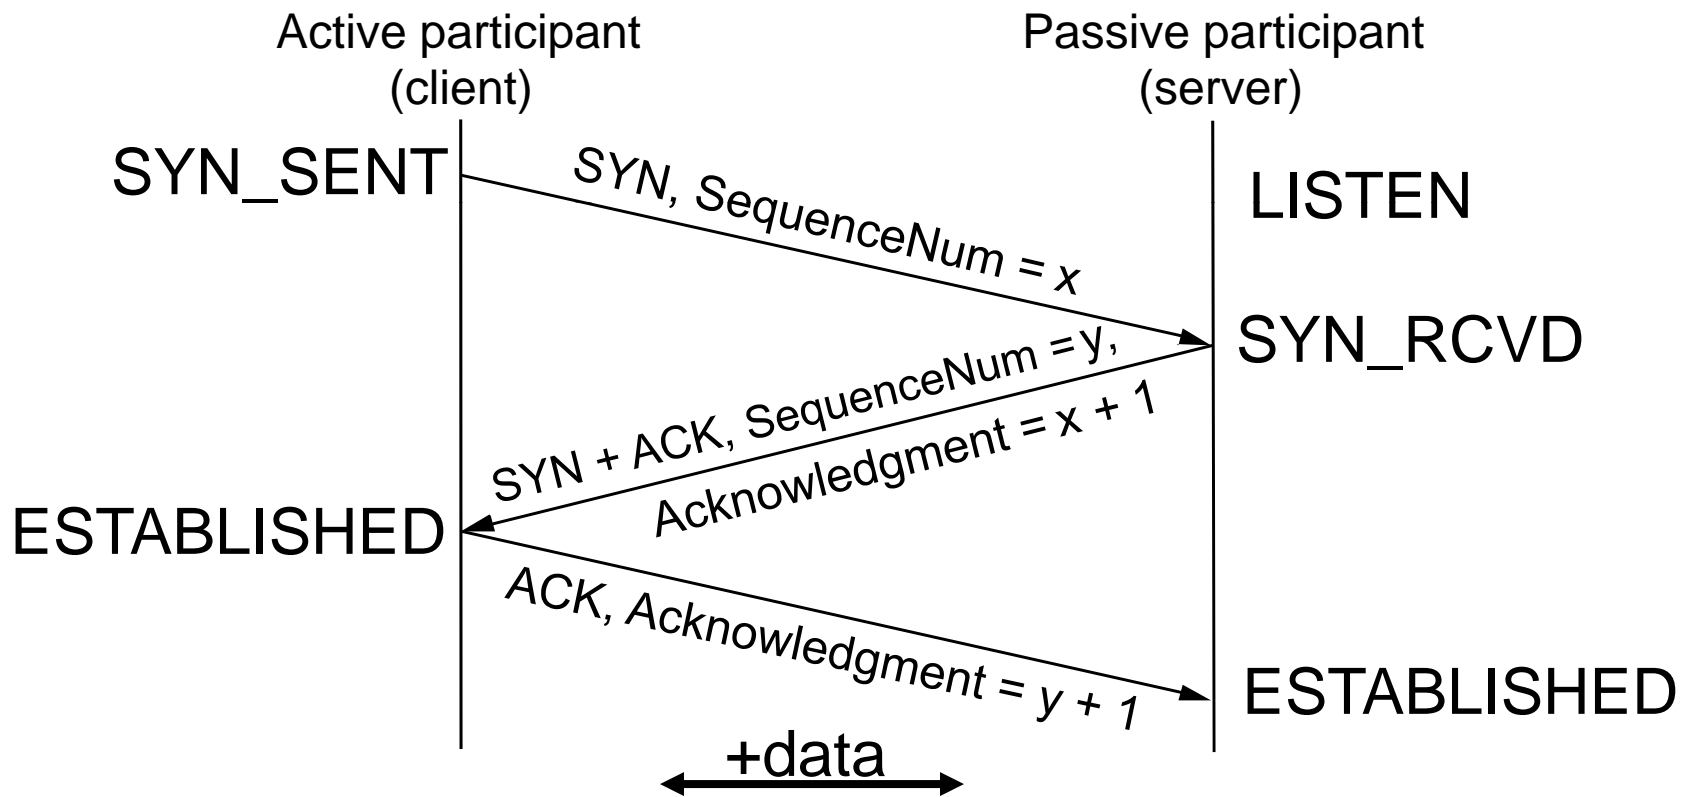 Active participant
(client)
Passive participant
(server)
SYN_SENT
SYN, SequenceNum = x
LISTEN
SYN_RCVD
SYN + ACK, SequenceNum = y,
Acknowledgment = x + 1
ESTABLISHED
ACK, Acknowledgment = y + 1
ESTABLISHED
+data